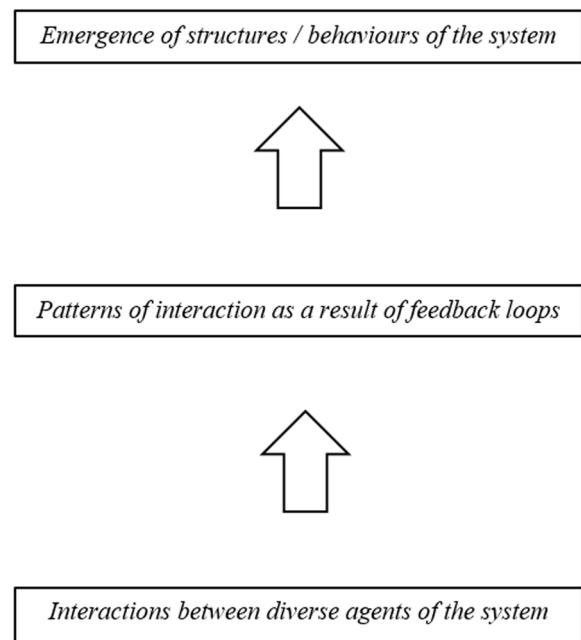 Emergence of structures / behaviours of the system
Patterns of interaction as a result of feedback loops
Interactions between diverse agents of the system